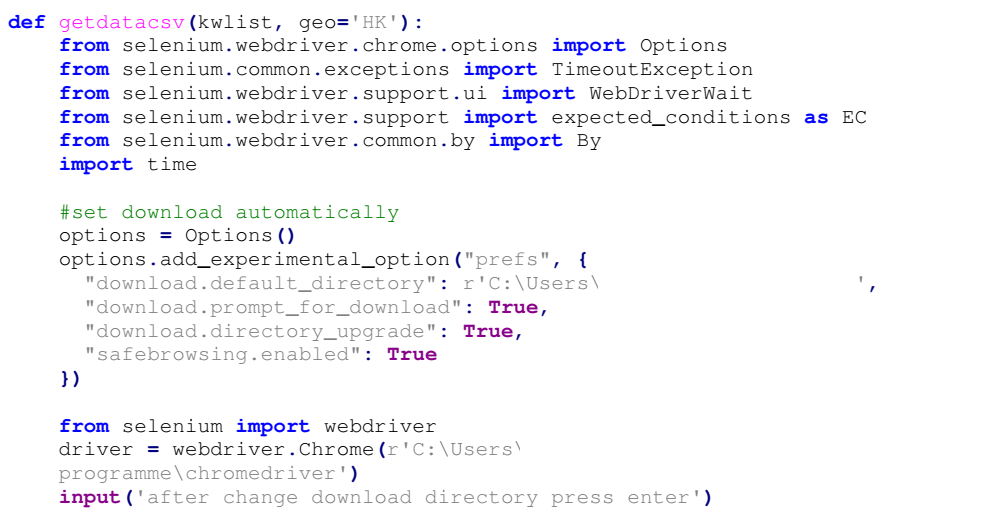 def getdatacsv(kwlist, geo='HK'):
    from selenium.webdriver.chrome.options import Options
    from selenium.common.exceptions import TimeoutException
    from selenium.webdriver.support.ui import WebDriverWait
    from selenium.webdriver.support import expected_conditions as EC
    from selenium.webdriver.common.by import By
    import time

    #set download automatically
    options = Options()
    options.add_experimental_option("prefs", {
      "download.default_directory": r'C:\Users\                    ',
      "download.prompt_for_download": True,
      "download.directory_upgrade": True,
      "safebrowsing.enabled": True
    })

    from selenium import webdriver
    driver = webdriver.Chrome(r'C:\Users\
    programme\chromedriver')
    input('after change download directory press enter')